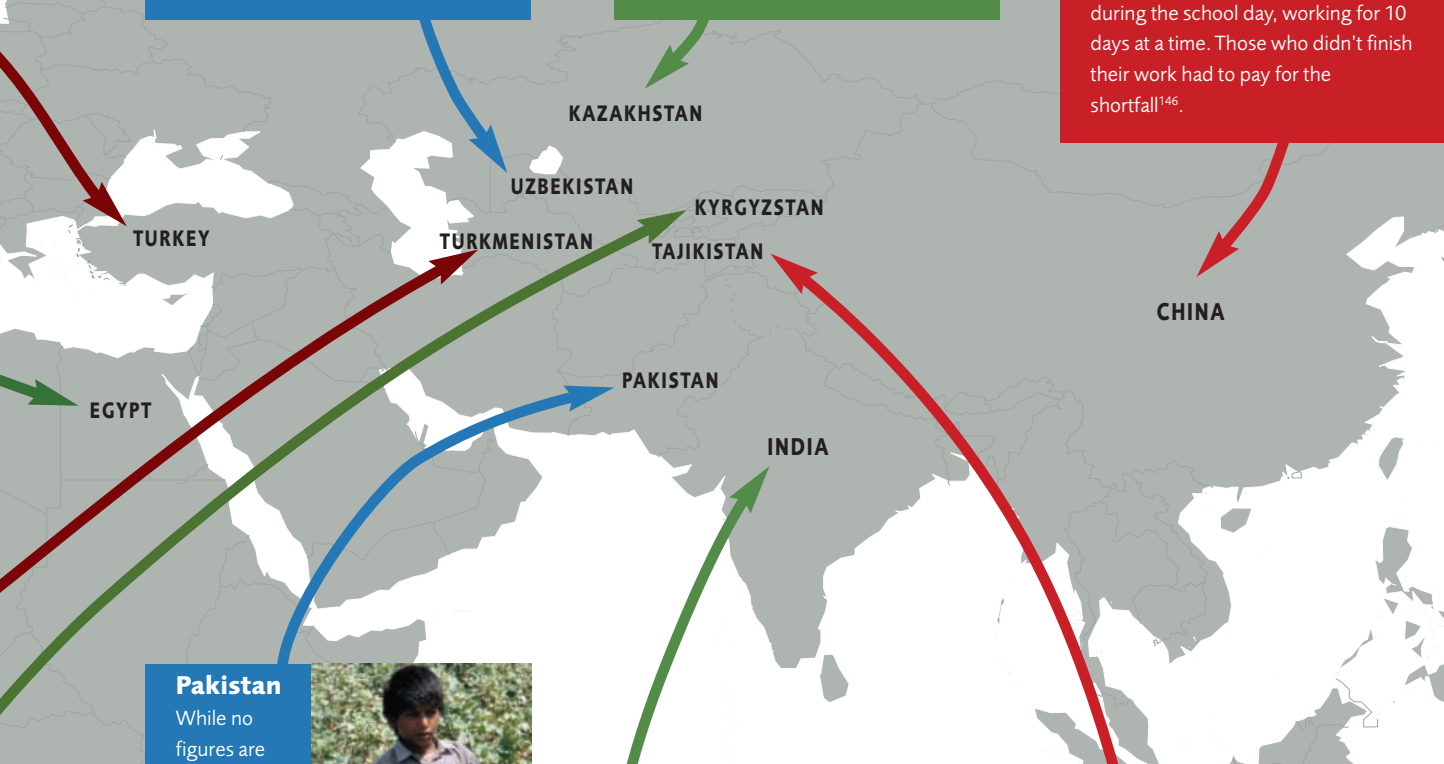 during the school day, working for 10
days at a time. Those who didn't finish
their work had to pay for the
shortfall146.
KAZAKHSTAN
UZBEKISTAN
KYRGYZSTAN
TURKEY
TURKMENISTAN
TAJIKISTAN
CHINA
PAKISTAN
EGYPT
INDIA
Pakistan
While no
figures are